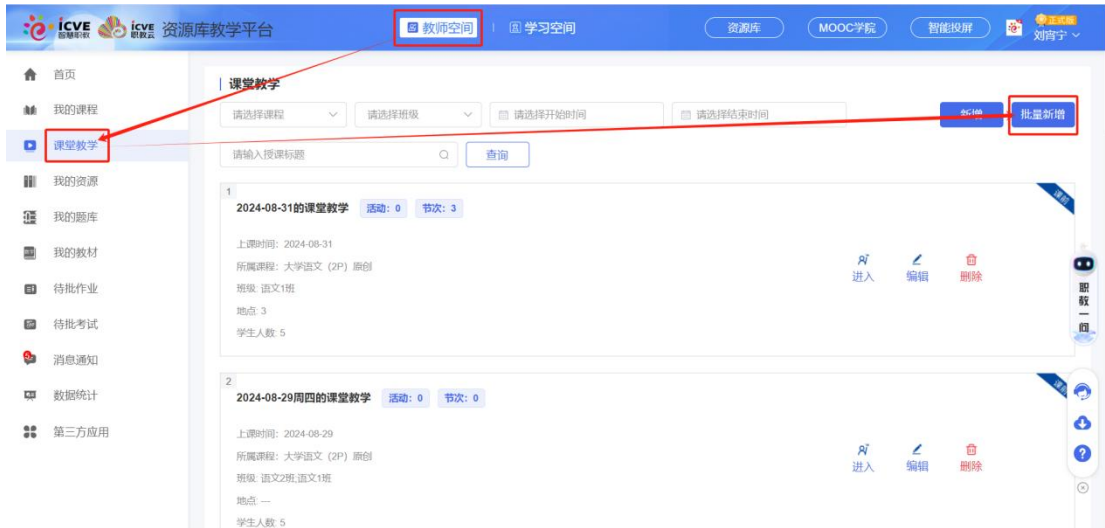 icve 智慧职教 icve 职教云 资源库教学平台 教师空间 学习空间 资源库 MOOC学院 智能投屏 正式版 刘宵宁
首页
我的课程
课堂教学
我的资源
我的题库
我的教材
待批作业
待批考试
消息通知
数据统计
第三方应用
课堂教学
请选择课程 请选择班级 请选择开始时间 请选择结束时间 新增 批量新增
请输入授课标题 查询
1
课前
2024-08-31的课堂教学 活动: 0 节次: 3
上课时间: 2024-08-31
所属课程: 大学语文 (2P) 原创
班级: 语文1班
地点: 3
学生人数: 5
进入 编辑 删除
2
课前
2024-08-29周四的课堂教学 活动: 0 节次: 0
上课时间: 2024-08-29
所属课程: 大学语文 (2P) 原创
班级: 语文2班;语文1班
地点: —
学生人数: 5
进入 编辑 删除
职教一问